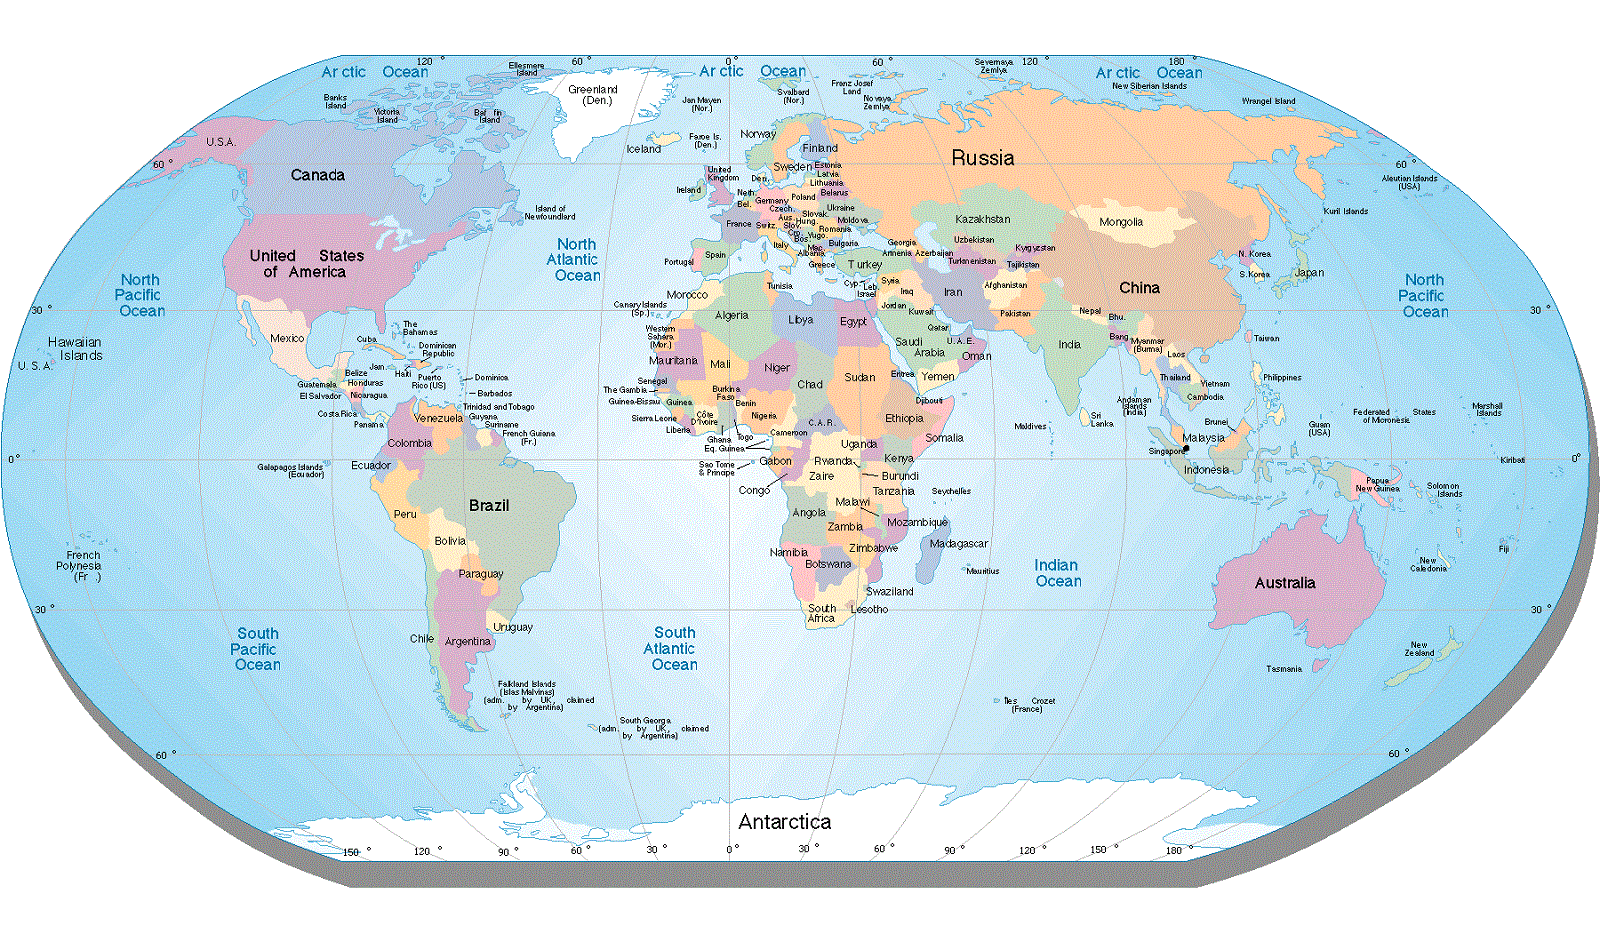 120 °
60 °
0 °
60 °
120 °
180 °
Arctic Ocean
Arctic Ocean
Arctic Ocean
Ellesmere
Island
Greenland
(Den.)
Banks
Island
Victoria
Island
Baffin
Island
Jan Mayen
(Nor.)
Svalbard
(Nor.)
Franz Josef
Land
Novaya
Zemlya
Severnaya
Zemlya
New Siberian Islands
Wrangel Island
U.S.A.
Canada
Iceland
Faroe Is.
(Den.)
Norway
Sweden
Finland
Russia
60 °
60 °
Aleutian Islands
(USA)
Kuril Islands
Island of
Newfoundland
United States
of America
North
Atlantic
Ocean
North
Pacific
Ocean
North
Pacific
Ocean
United
Kingdom
Ireland
Den.
Neth.
Bel.
Germany
Estonia
Latvia
Lithuania
Belarus
Poland
Czech.
Slovak.
Ukraine
France
Switz.
Aus.
Hung.
Slov.
Moldova
Romania
Cro.
Yugo.
Bos.
Bulgaria
Mac.
Albania
Italy
Greece
Spain
Portugal
Turkey
Georgia
Armenia
Azerbaijan
Kazakhstan
Uzbekistan
Turkmenistan
Kyrgyzstan
Tajikistan
Mongolia
China
N. Korea
S.Korea
Japan
Cyp.
Leb.
Israel
Syria
Iraq
Iran
Afghanistan
Jordan
Kuwait
Pakistan
Nepal
Bhu.
Qatar
U.A.E.
Saudi
Arabia
Oman
Yemen
India
Bang.
Myanmar
(Burma)
Laos
Taiwan
Thailand
Vietnam
Cambodia
Philippines
Andaman
Islands
(India)
Sri
Lanka
Maldives
Brunei
Malaysia
Singapore
Indonesia
Guam
(USA)
Federated States
of Micronesia
Marshall
Islands
Kiribati
Papua
New Guinea
Solomon
Islands
30 °
30 °
Hawaiian
Islands
U.S.A.
Mexico
The
Bahamas
Cuba
Dominican
Republic
Jam.
Haiti
Puerto
Rico (US)
Belize
Honduras
Guatemala
El Salvador
Nicaragua
Costa Rica
Panama
Dominica
Barbados
Trinidad and Tobago
Guyana
Suriname
French Guiana
(Fr.)
Venezuela
Colombia
Ecuador
Galapagos Islands
(Ecuador)
Peru
Brazil
Bolivia
Paraguay
Uruguay
Chile
Argentina
Morocco
Canary Islands
(Sp.)
Tunisia
Algeria
Libya
Egypt
Western
Sahara
(Mor.)
Mauritania
Mali
Niger
Chad
Sudan
Eritrea
Djibouti
Senegal
The Gambia
Guinea-Bissau
Guinea
Sierra Leone
Liberia
Côte
D'Ivoire
Burkina
Faso
Ghana
Togo
Benin
Nigeria
Cameroon
Eq. Guinea
Sao Tome
& Principe
C.A.R.
Ethiopia
Somalia
Uganda
Kenya
Gabon
Congo
Rwanda
Burundi
Zaire
Tanzania
Seychelles
Angola
Malawi
Zambia
Mozambique
Zimbabwe
Madagascar
Mauritius
Namibia
Botswana
Swaziland
South
Africa
Lesotho
0 °
0 °
French
Polynesia
(Fr.)
Indian
Ocean
Australia
Fiji
New
Caledonia
30 °
30 °
South
Pacific
Ocean
South
Atlantic
Ocean
New
Zealand
Tasmania
Falkland Islands
(Islas Malvinas)
(adm. by UK, claimed
by Argentina)
South Georga
(adm. by UK, claimed
by Argentina)
Îles Crozet
(France)
60 °
60 °
Antarctica
150 °
120 °
90 °
60 °
30 °
0 °
30 °
60 °
90 °
120 °
150 °
180 °